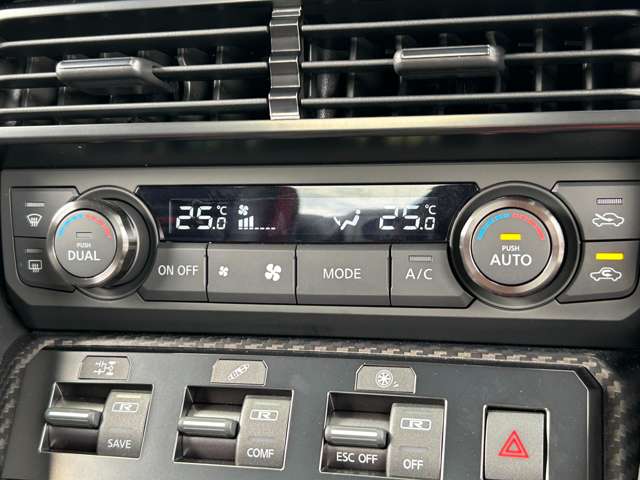 25.0 °C
25.0 °C
PUSH
DUAL
ON OFF
MODE
A/C
PUSH
AUTO
R
SAVE
R
COMF
ESC OFF
R
OFF